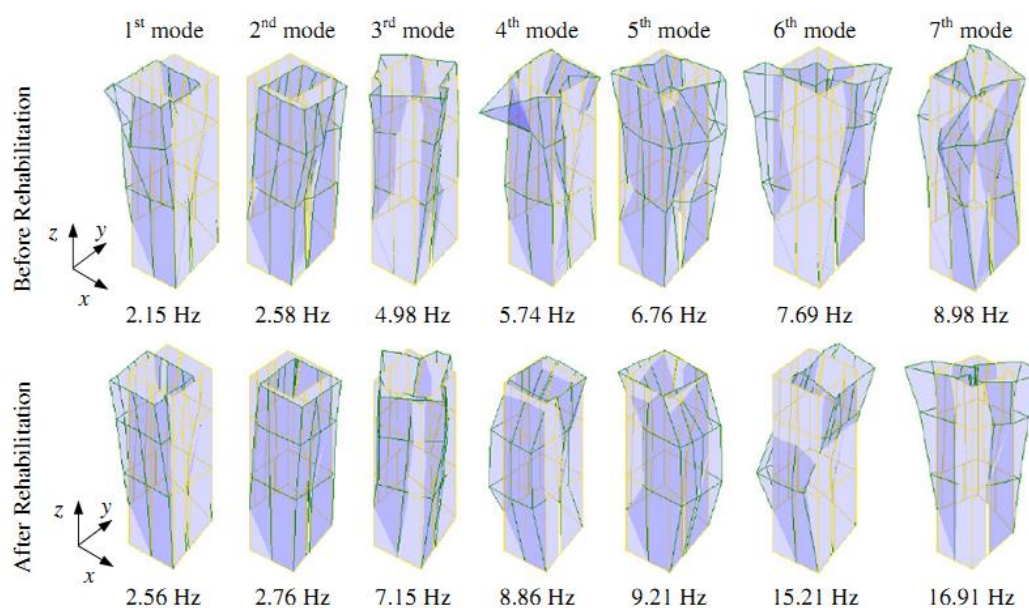 1st mode 2nd mode 3rd mode 4th mode 5th mode 6th mode 7th mode
Before Rehabilitation
z y x
2.15 Hz 2.58 Hz 4.98 Hz 5.74 Hz 6.76 Hz 7.69 Hz 8.98 Hz
After Rehabilitation
z y x
2.56 Hz 2.76 Hz 7.15 Hz 8.86 Hz 9.21 Hz 15.21 Hz 16.91 Hz